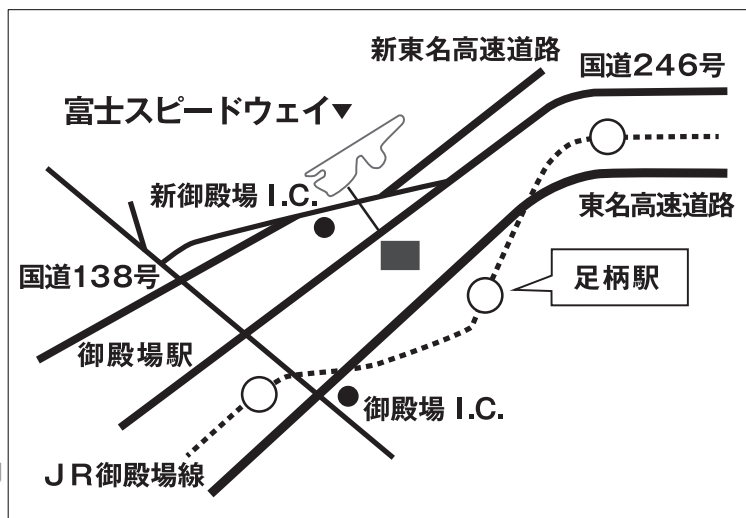 新東名高速道路
国道246号
富士スピードウェイ▼
新御殿場 I.C.
東名高速道路
国道138号
足柄駅
御殿場駅
御殿場 I.C.
JR御殿場線